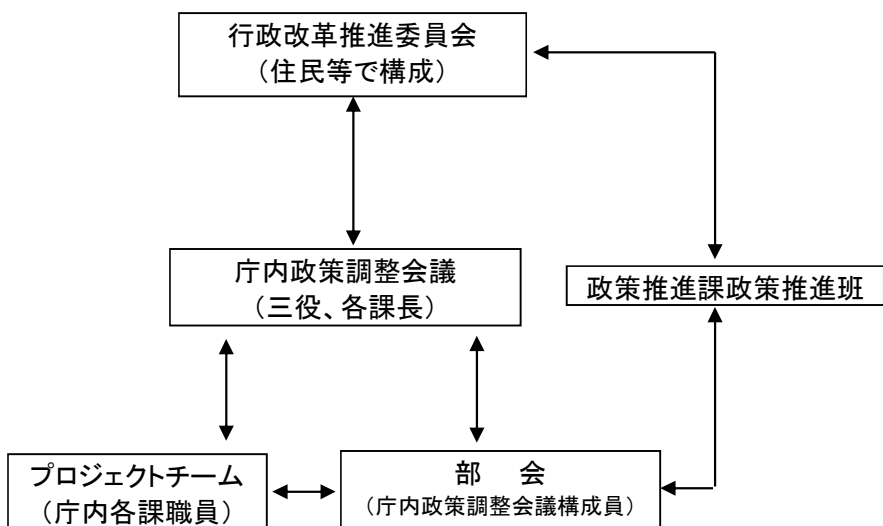 行政改革推進委員会
（住民等で構成）
庁内政策調整会議
（三役、各課長）
政策推進課政策推進班
プロジェクトチーム
（庁内各課職員）
部　会
（庁内政策調整会議構成員）